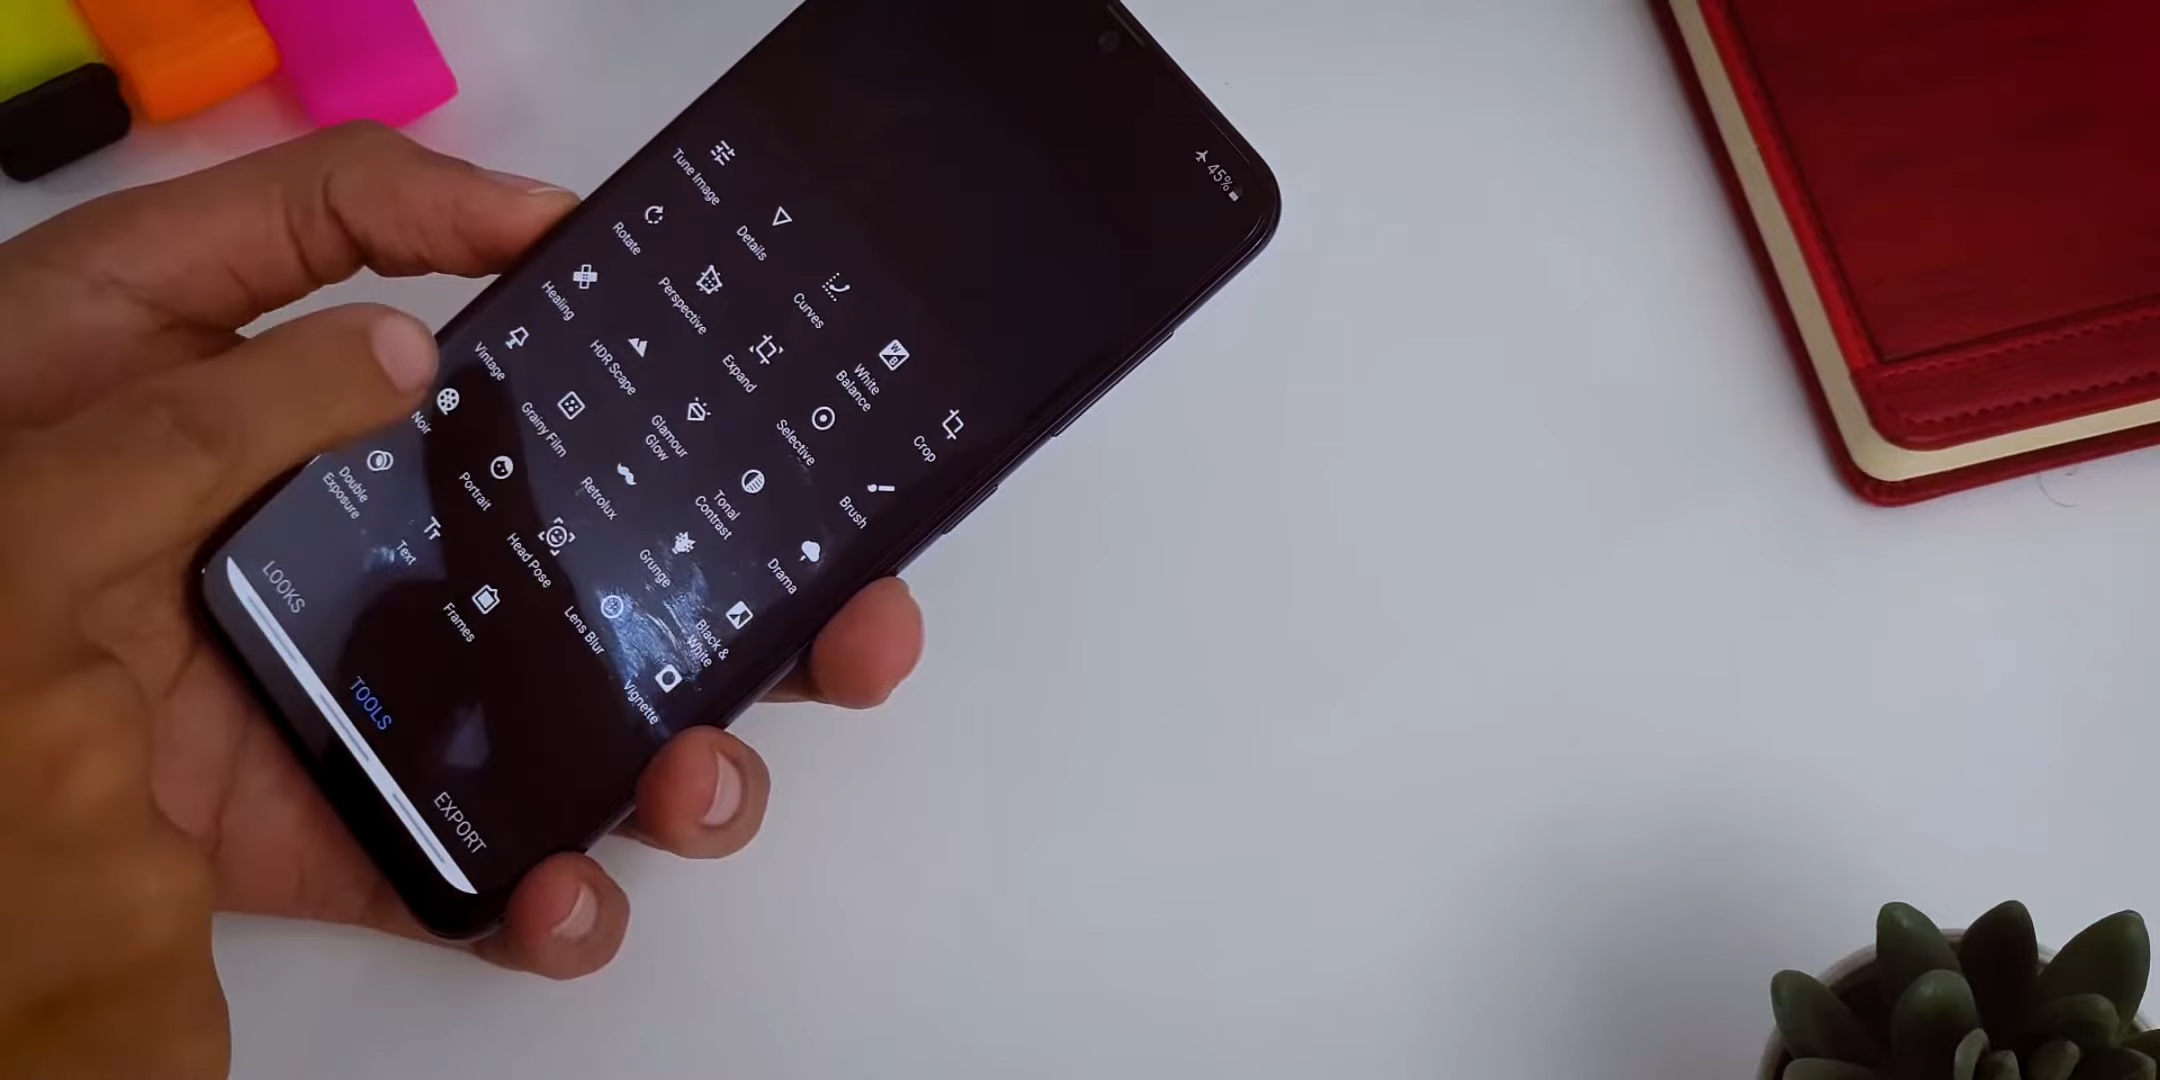 45%
Tune Image
Details
Curves
White
Balance
Crop
Rotate
Perspective
Expand
Selective
Brush
Healing
HDR Scape
Glamour
Glow
Tonal
Contrast
Drama
Vintage
Grainy Film
Retrolux
Grunge
Black &
White
Noir
Portrait
Head Pose
Lens Blur
Vignette
Double
Exposure
Text
Frames
LOOKS
TOOLS
EXPORT